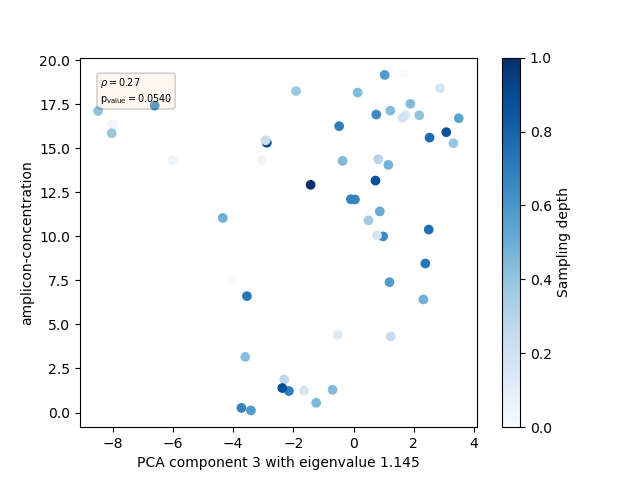 20.0
17.5
15.0
12.5
10.0
7.5
5.0
2.5
0.0
amplicon-concentration
ρ = 0.27
pvalue = 0.0540
−8 −6 −4 −2 0 2 4
PCA component 3 with eigenvalue 1.145
1.0
0.8
0.6
0.4
0.2
0.0
Sampling depth